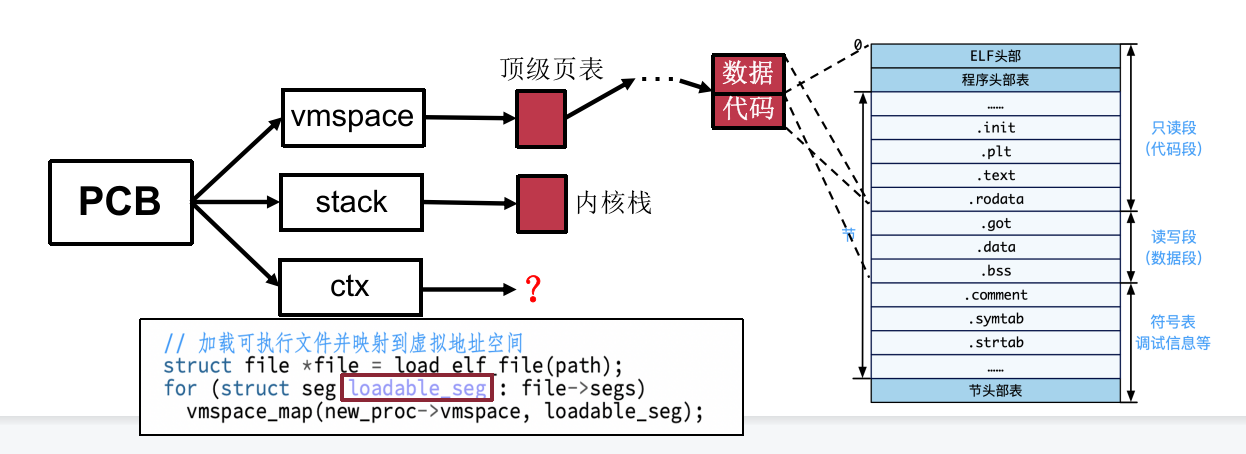 PCB
vmspace
stack
ctx
顶级页表
内核栈
?
...
数据
代码
// 加载可执行文件并映射到虚拟地址空间
struct file *file = load_elf_file(path);
for (struct seg loadable_seg : file->segs)
vmspace_map(new_proc->vmspace, loadable_seg);
0
节
ELF头部
程序头部表
……
.init
.plt
.text
.rodata
.got
.data
.bss
.comment
.symtab
.strtab
……
节头部表
只读段
(代码段)
读写段
(数据段)
符号表
调试信息等